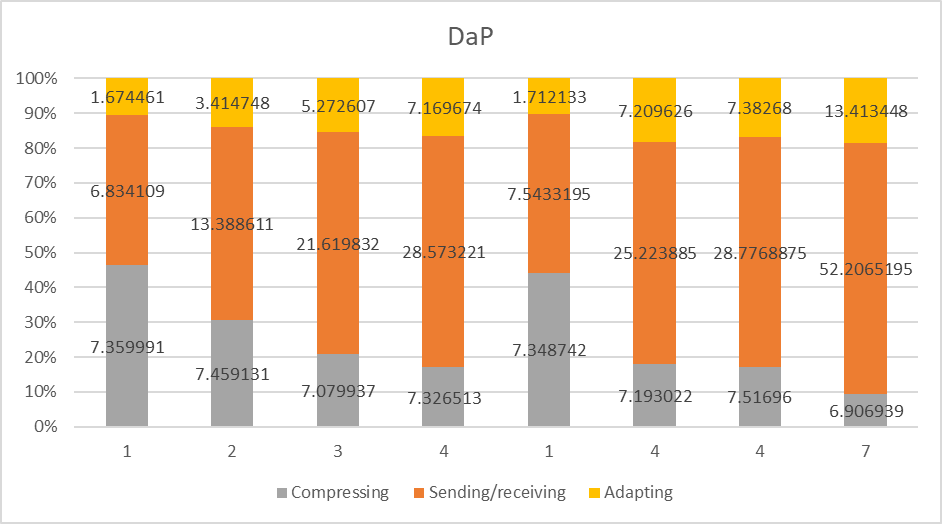 DaP
100%
90%
80%
70%
60%
50%
40%
30%
20%
10%
0%
1.674461 3.414748 5.272607 7.169674 1.712133 7.209626 7.38268 13.413448
6.834109 13.388611 21.619832 28.573221 7.5433195 25.223885 28.7768875 52.2065195
7.359991 7.459131 7.079937 7.326513 7.348742 7.193022 7.51696 6.906939
1 2 3 4 1 4 4 7
Compressing Sending/receiving Adapting